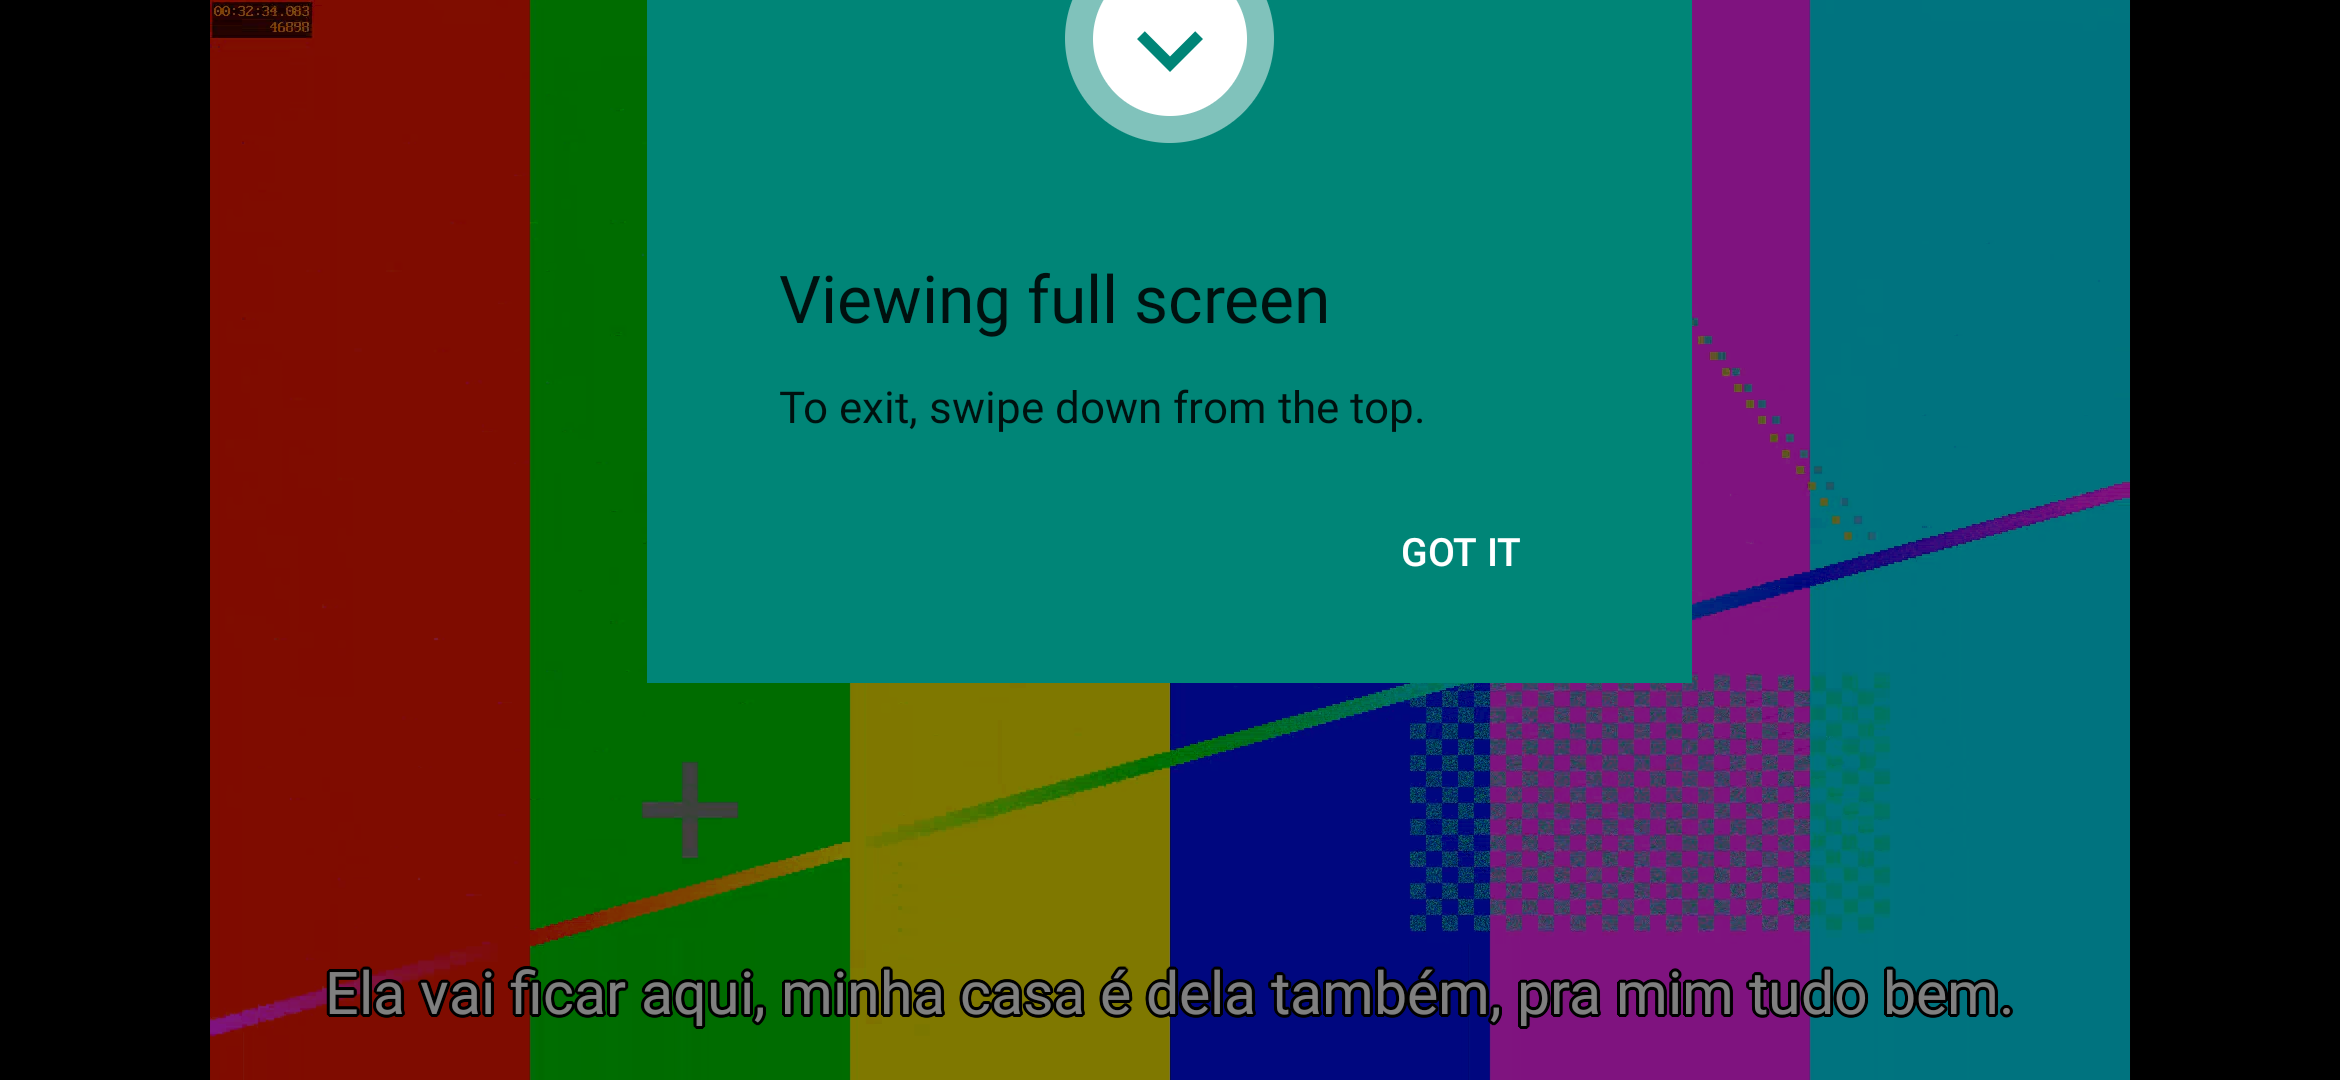 00:32:34.083
46898
Viewing full screen
To exit, swipe down from the top.
GOT IT
Ela vai ficar aqui, minha casa é dela também, pra mim tudo bem.